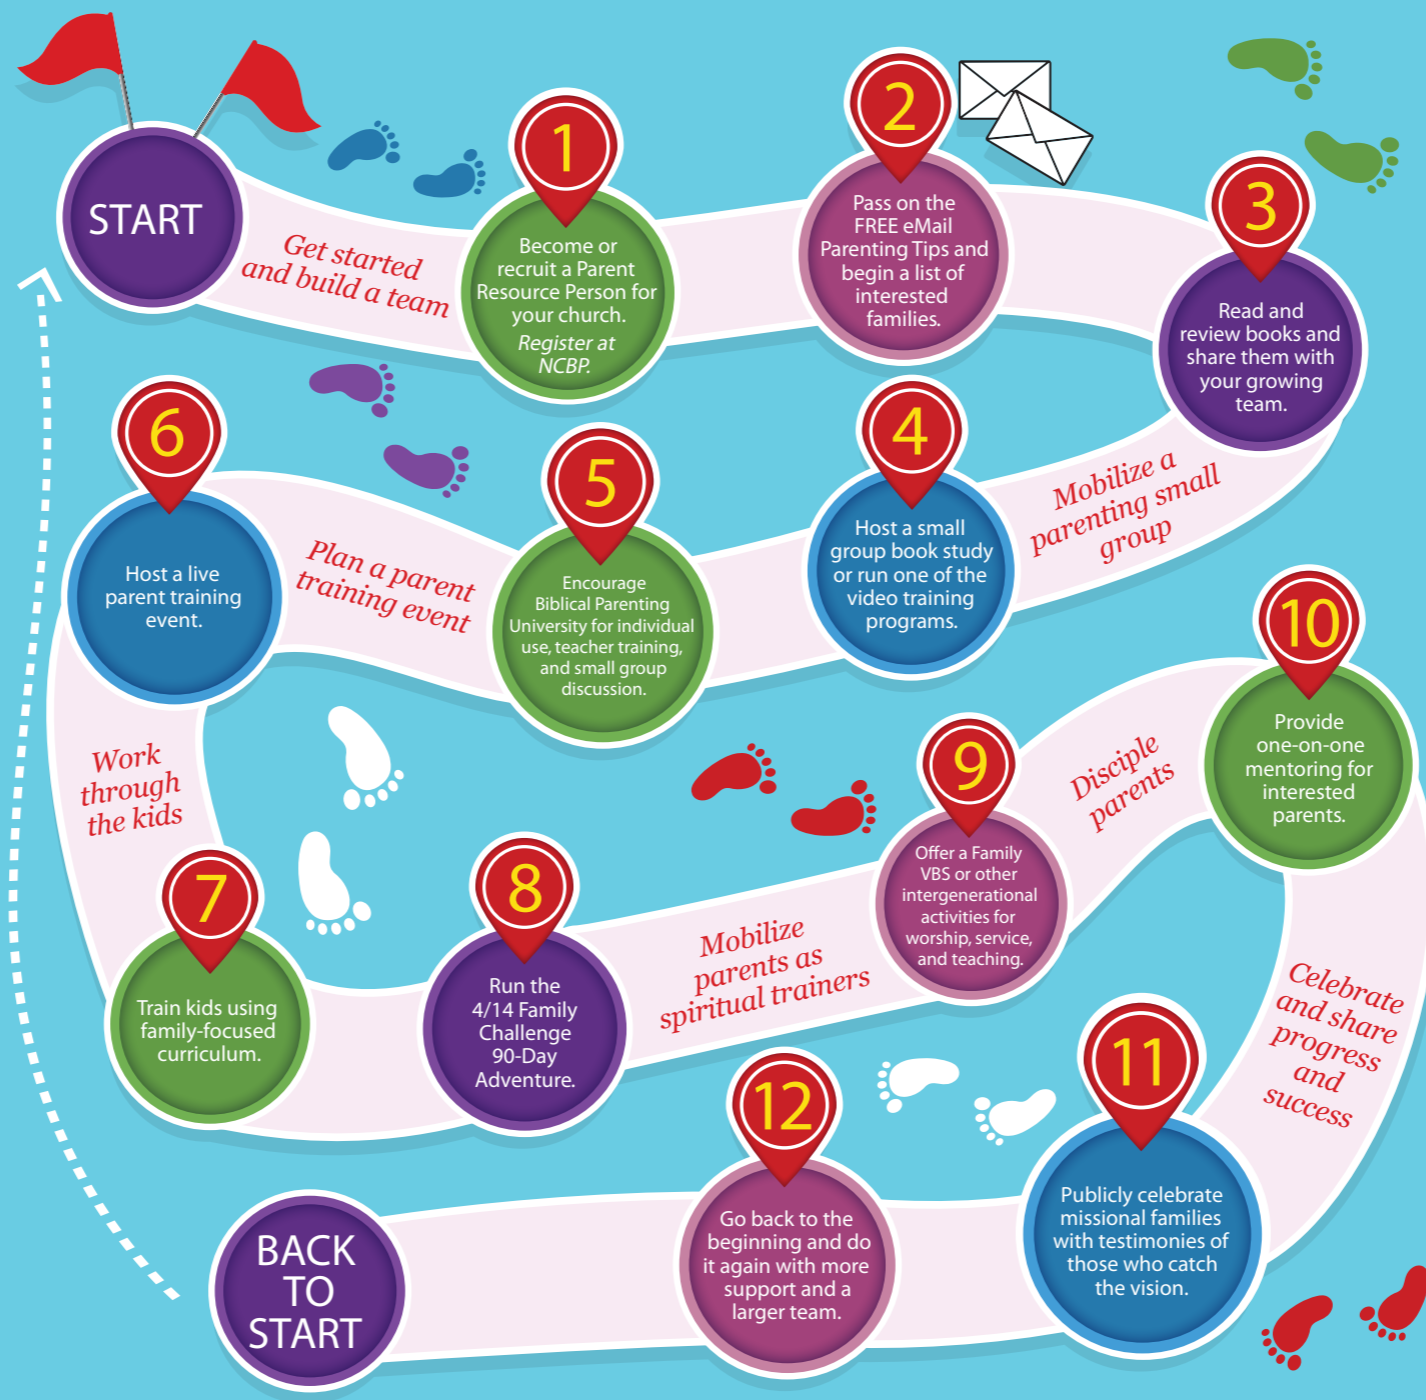 START
Get started
and build a team
1
Become or
recruit a Parent
Resource Person for
your church.
Register at
NCBP.
2
Pass on the
FREE eMail
Parenting Tips and
begin a list of
interested
families.
3
Read and
review books and
share them with
your growing
team.
Mobilize a
parenting small
group
4
Host a small
group book study
or run one of the
video training
programs.
5
Encourage
Biblical Parenting
University for individual
use, teacher training,
and small group
discussion.
Plan a parent
training event
6
Host a live
parent training
event.
Work
through
the kids
7
Train kids using
family-focused
curriculum.
8
Run the
4/14 Family
Challenge
90-Day
Adventure.
Mobilize
parents as
spiritual trainers
9
Offer a Family
VBS or other
intergenerational
activities for
worship, service,
and teaching.
Disciple
parents
10
Provide
one-on-one
mentoring for
interested
parents.
Celebrate
and share
progress
and
success
11
Publicly celebrate
missional families
with testimonies of
those who catch
the vision.
12
Go back to the
beginning and do
it again with more
support and a
larger team.
BACK
TO
START